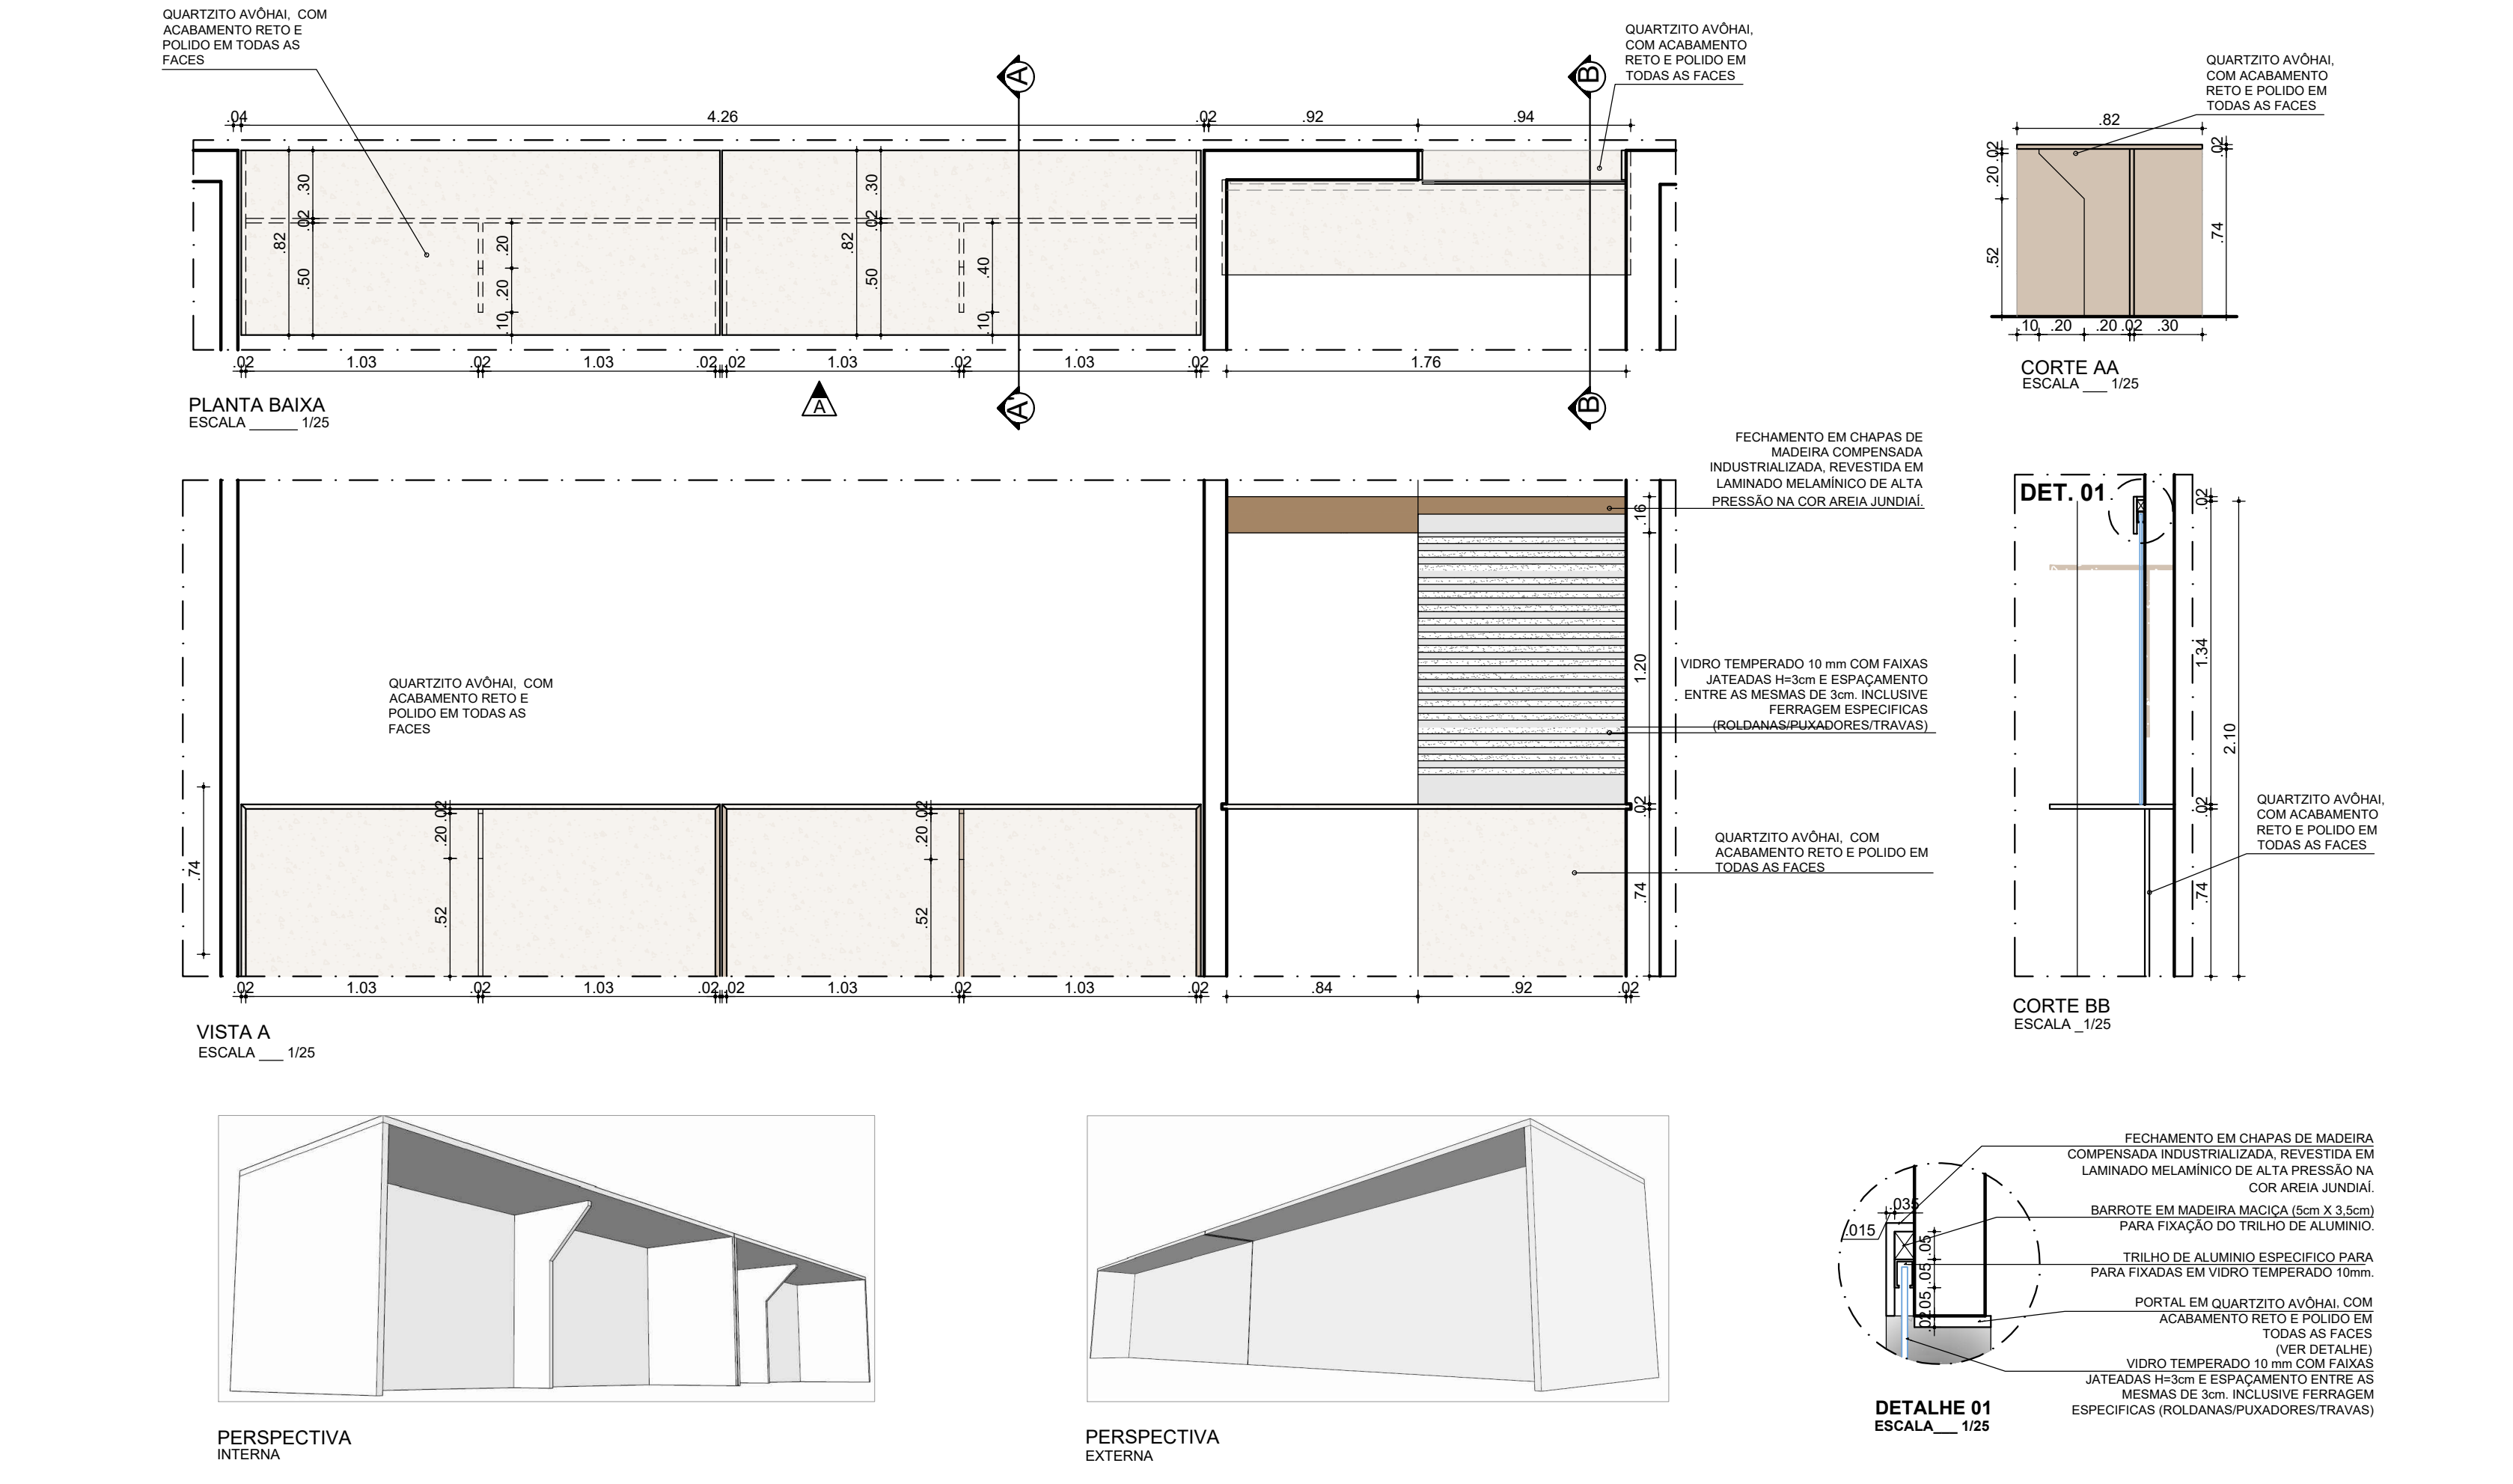 QUARTZITO AVÔHAI, COM
ACABAMENTO RETO E
POLIDO EM TODAS AS
FACES
QUARTZITO AVÔHAI,
COM ACABAMENTO
RETO E POLIDO EM
TODAS AS FACES
QUARTZITO AVÔHAI,
COM ACABAMENTO
RETO E POLIDO EM
TODAS AS FACES
A
B
.04 4.26 .02 .92 .94
.82
.30
.02
.82
.50
.20
.20
.10
.30
.02
.82
.50
.40
.10
.02 1.03 .02 1.03 .02 .02 1.03 .02 1.03 .02 1.76
A
A
B
PLANTA BAIXA
ESCALA ______ 1/25
.02
.20
.52
.02
.74
.10 .20 .20 .02 .30
CORTE AA
ESCALA ___ 1/25
FECHAMENTO EM CHAPAS DE
MADEIRA COMPENSADA
INDUSTRIALIZADA, REVESTIDA EM
LAMINADO MELAMÍNICO DE ALTA
PRESSÃO NA COR AREIA JUNDIAÍ.
.16
DET. 01
.02
QUARTZITO AVÔHAI, COM
ACABAMENTO RETO E
POLIDO EM TODAS AS
FACES
1.20
VIDRO TEMPERADO 10 mm COM FAIXAS
JATEADAS H=3cm E ESPAÇAMENTO
ENTRE AS MESMAS DE 3cm. INCLUSIVE
FERRAGEM ESPECIFICAS
(ROLDANAS/PUXADORES/TRAVAS)
1.34
2.10
.74
.02
.20
.52
.02
.20
.52
.02
.74
QUARTZITO AVÔHAI, COM
ACABAMENTO RETO E POLIDO EM
TODAS AS FACES
.02
.74
QUARTZITO AVÔHAI,
COM ACABAMENTO
RETO E POLIDO EM
TODAS AS FACES
.02 1.03 .02 1.03 .02 .02 1.03 .02 1.03 .02 .84 .92 .02
VISTA A
ESCALA ___ 1/25
CORTE BB
ESCALA _1/25
PERSPECTIVA
INTERNA
PERSPECTIVA
EXTERNA
.035
.015
.05
.05
.05
.02
FECHAMENTO EM CHAPAS DE MADEIRA
COMPENSADA INDUSTRIALIZADA, REVESTIDA EM
LAMINADO MELAMÍNICO DE ALTA PRESSÃO NA
COR AREIA JUNDIAÍ.
BARROTE EM MADEIRA MACIÇA (5cm X 3,5cm)
PARA FIXAÇÃO DO TRILHO DE ALUMINIO.
TRILHO DE ALUMINIO ESPECIFICO PARA
PARA FIXADAS EM VIDRO TEMPERADO 10mm.
PORTAL EM QUARTZITO AVÔHAI, COM
ACABAMENTO RETO E POLIDO EM
TODAS AS FACES
(VER DETALHE)
VIDRO TEMPERADO 10 mm COM FAIXAS
JATEADAS H=3cm E ESPAÇAMENTO ENTRE AS
MESMAS DE 3cm. INCLUSIVE FERRAGEM
ESPECIFICAS (ROLDANAS/PUXADORES/TRAVAS)
DETALHE 01
ESCALA___ 1/25